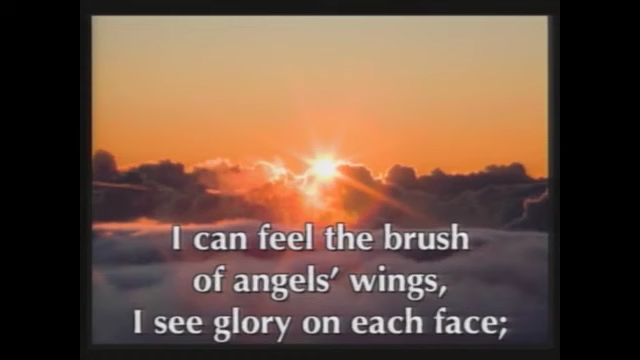 I can feel the brush
of angels' wings,
I see glory on each face;